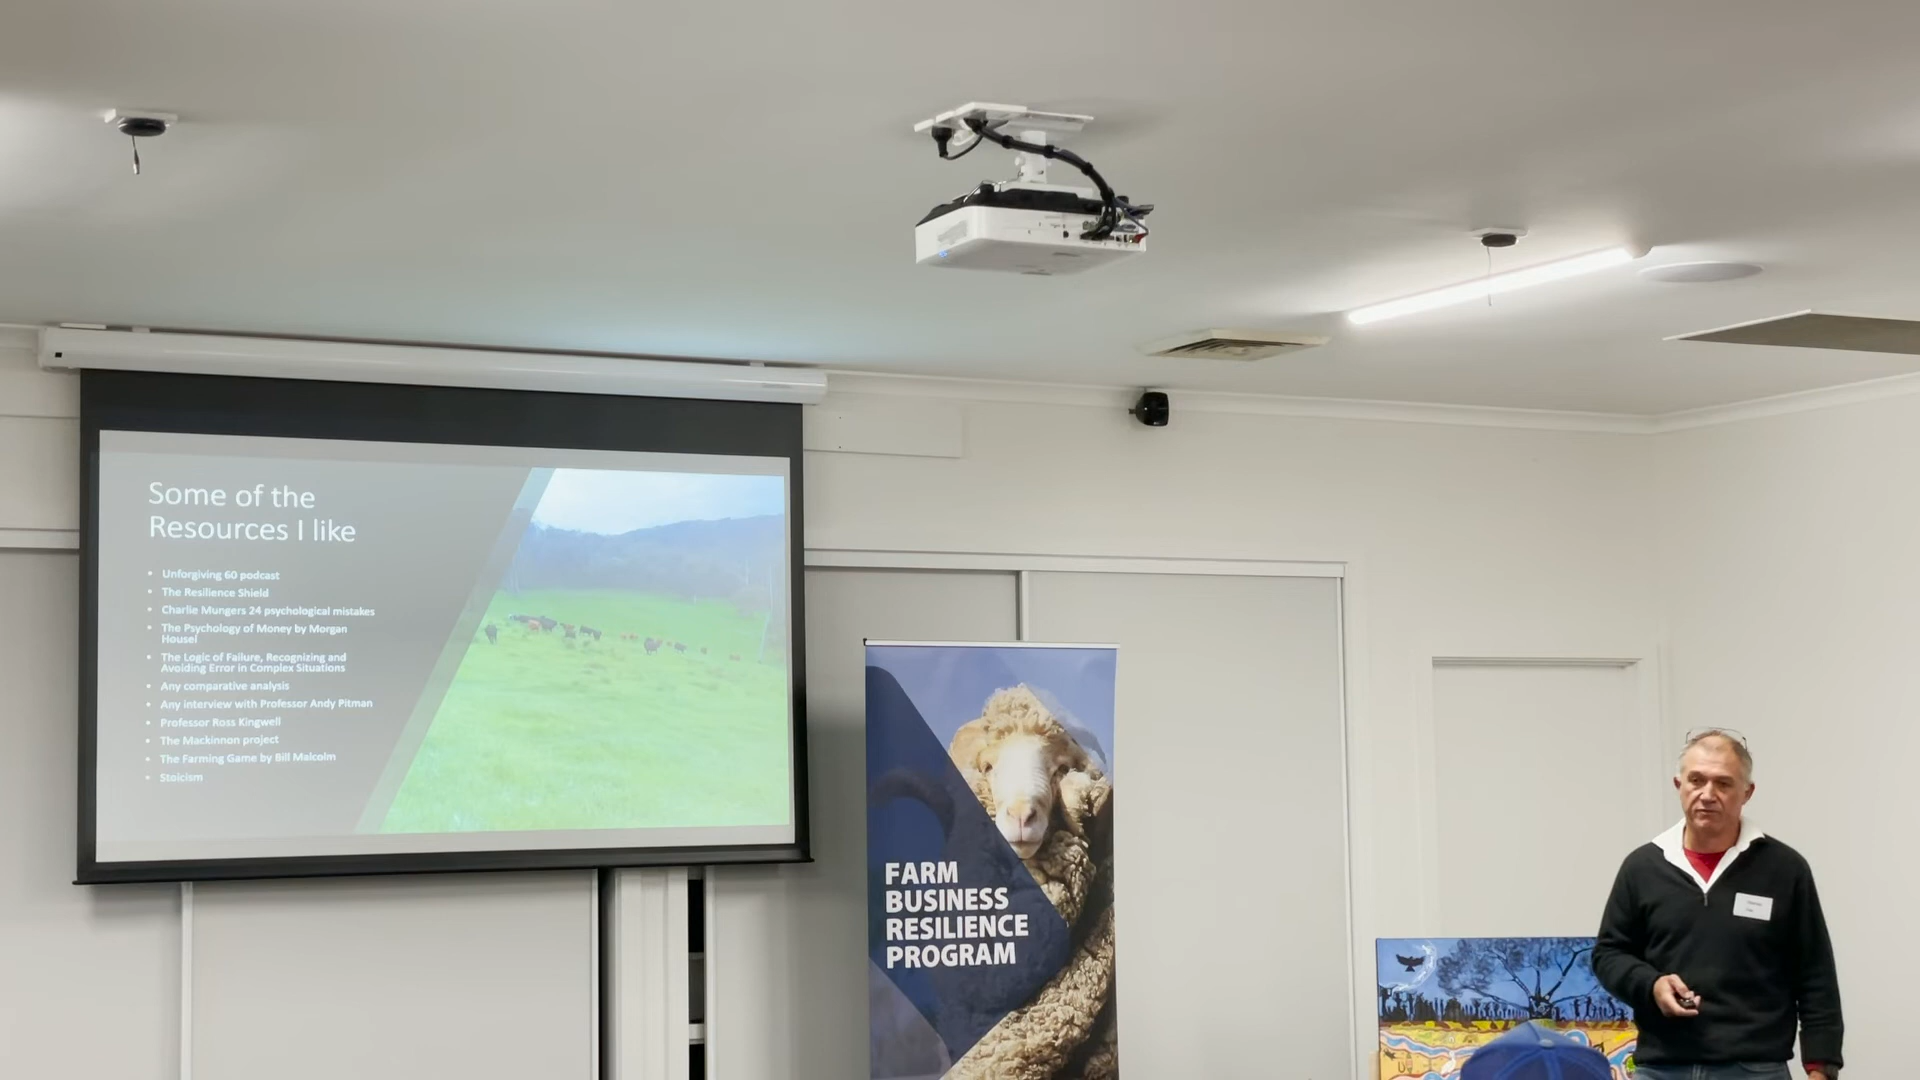 Some of the
Resources I like
• Unforgiving 60 podcast
• The Resilience Shield
• Charlie Mungers 24 psychological mistakes
• The Psychology of Money by Morgan
Housel
• The Logic of Failure, Recognizing and
Avoiding Error in Complex Situations
• Any comparative analysis
• Any interview with Professor Andy Pitman
• Professor Ross Kingwell
• The Mackinnon project
• The Farming Game by Bill Malcolm
• Stoicism
FARM
BUSINESS
RESILIENCE
PROGRAM